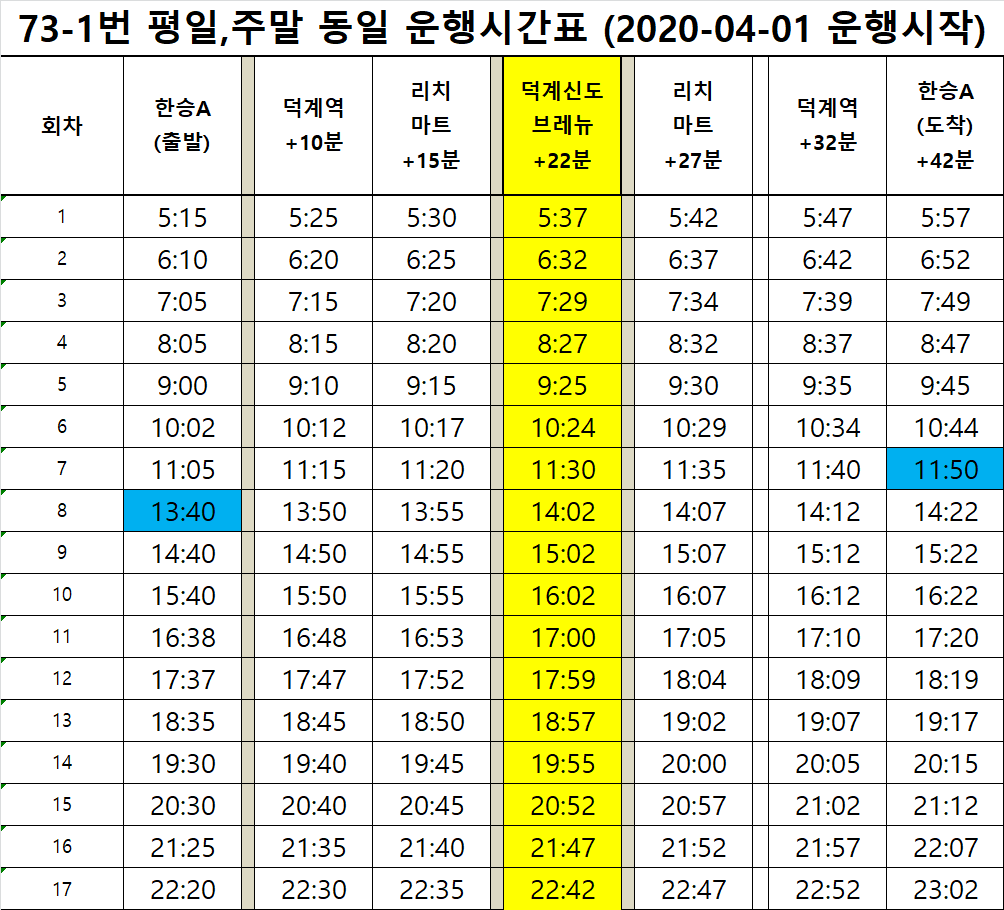 73-1번 평일,주말 동일 운행시간표 (2020-04-01 운행시작)
회차 한승A (출발) 덕계역 +10분 리치 마트 +15분 덕계신도 브레뉴 +22분 리치 마트 +27분 덕계역 +32분 한승A (도착) +42분
1 5:15 5:25 5:30 5:37 5:42 5:47 5:57
2 6:10 6:20 6:25 6:32 6:37 6:42 6:52
3 7:05 7:15 7:20 7:29 7:34 7:39 7:49
4 8:05 8:15 8:20 8:27 8:32 8:37 8:47
5 9:00 9:10 9:15 9:25 9:30 9:35 9:45
6 10:02 10:12 10:17 10:24 10:29 10:34 10:44
7 11:05 11:15 11:20 11:30 11:35 11:40 11:50
8 13:40 13:50 13:55 14:02 14:07 14:12 14:22
9 14:40 14:50 14:55 15:02 15:07 15:12 15:22
10 15:40 15:50 15:55 16:02 16:07 16:12 16:22
11 16:38 16:48 16:53 17:00 17:05 17:10 17:20
12 17:37 17:47 17:52 17:59 18:04 18:09 18:19
13 18:35 18:45 18:50 18:57 19:02 19:07 19:17
14 19:30 19:40 19:45 19:55 20:00 20:05 20:15
15 20:30 20:40 20:45 20:52 20:57 21:02 21:12
16 21:25 21:35 21:40 21:47 21:52 21:57 22:07
17 22:20 22:30 22:35 22:42 22:47 22:52 23:02